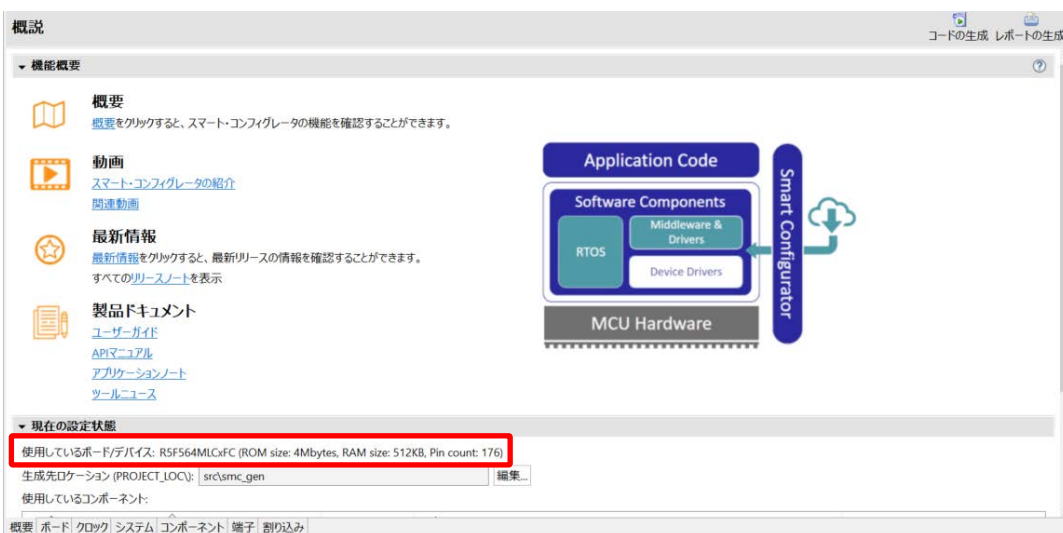 概説
コードの生成 レポートの生成
機能概要
概要
概要をクリックすると、スマート・コンフィグレータの機能を確認することができます。
動画
スマート・コンフィグレータの紹介
関連動画
最新情報
最新情報をクリックすると、最新リリースの情報を確認することができます。
すべてのリリースノートを表示
製品ドキュメント
ユーザーガイド
APIマニュアル
アプリケーションノート
ツールニュース
Application Code
Software Components
RTOS
Middleware &
Drivers
Device Drivers
MCU Hardware
Smart Configurator
現在の設定状態
使用しているボード/デバイス: R5F564MLCxFC (ROM size: 4Mbytes, RAM size: 512KB, Pin count: 176)
生成先ロケーション (PROJECT_LOC\): src\smc_gen 編集...
使用しているコンポーネント:
概要 ボード クロック システム コンポーネント 端子 割り込み